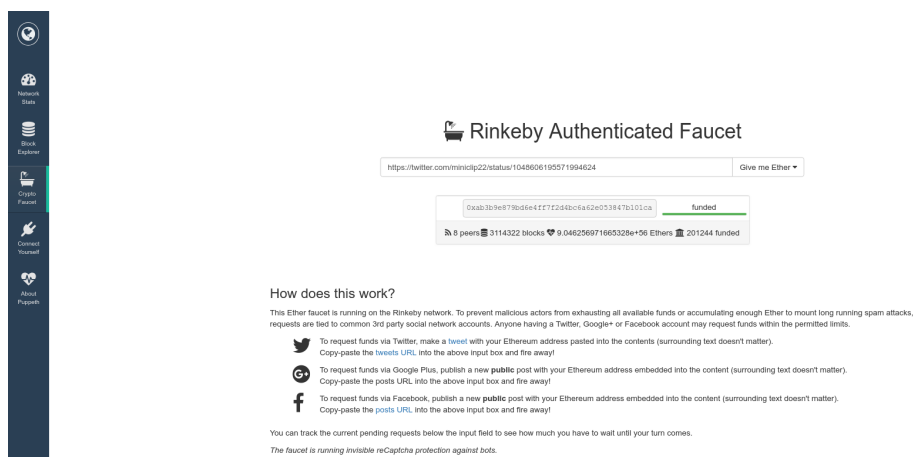 Network
Stats
Block
Explorer
Crypto
Faucet
Connect
Yourself
About
Puppeth
Rinkeby Authenticated Faucet
https://twitter.com/miniclip22/status/1048606195571994624
Give me Ether
0xab3b9e879bd6e4ff7f2d4bc6a62e053847b101ca
funded
8 peers 3114322 blocks 9.046256971665328e+56 Ethers 201244 funded
How does this work?
This Ether faucet is running on the Rinkeby network. To prevent malicious actors from exhausting all available funds or accumulating enough Ether to mount long running spam attacks,
requests are tied to common 3rd party social network accounts. Anyone having a Twitter, Google+ or Facebook account may request funds within the permitted limits.
To request funds via Twitter, make a tweet with your Ethereum address pasted into the contents (surrounding text doesn't matter).
Copy-paste the tweets URL into the above input box and fire away!
G+
To request funds via Google Plus, publish a new public post with your Ethereum address embedded into the content (surrounding text doesn't matter).
Copy-paste the posts URL into the above input box and fire away!
f
To request funds via Facebook, publish a new public post with your Ethereum address embedded into the content (surrounding text doesn't matter).
Copy-paste the posts URL into the above input box and fire away!
You can track the current pending requests below the input field to see how much you have to wait until your turn comes.
The faucet is running invisible reCaptcha protection against bots.